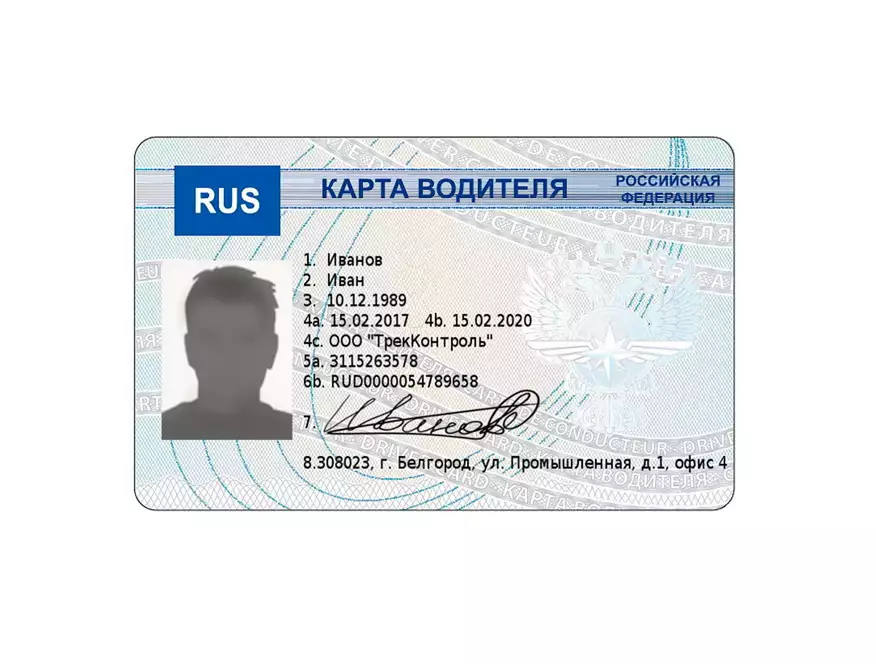 RUS
КАРТА ВОДИТЕЛЯ
РОССИЙСКАЯ
ФЕДЕРАЦИЯ
1. Иванов
2. Иван
3. 10.12.1989
4a. 15.02.2017 4b. 15.02.2020
4c. ООО "ТрекКонтроль"
5a. 3115263578
6b. RUD0000054789658
7. Иванов
8.308023, г. Белгород, ул. Промышленная, д.1, офис 4